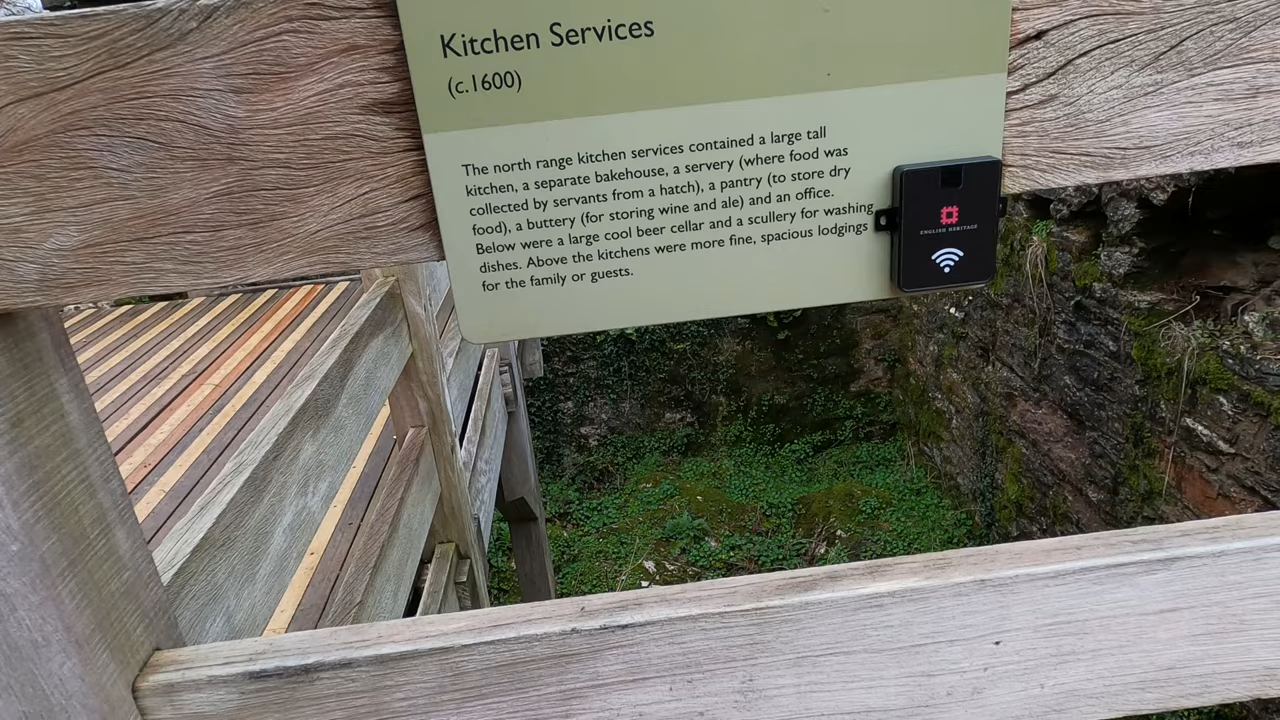 Kitchen Services
(c.1600)
The north range kitchen services contained a large tall
kitchen, a separate bakehouse, a servery (where food was
collected by servants from a hatch), a pantry (to store dry
food), a buttery (for storing wine and ale) and an office.
Below were a large cool beer cellar and a scullery for washing
dishes. Above the kitchens were more fine, spacious lodgings
for the family or guests.
ENGLISH HERITAGE